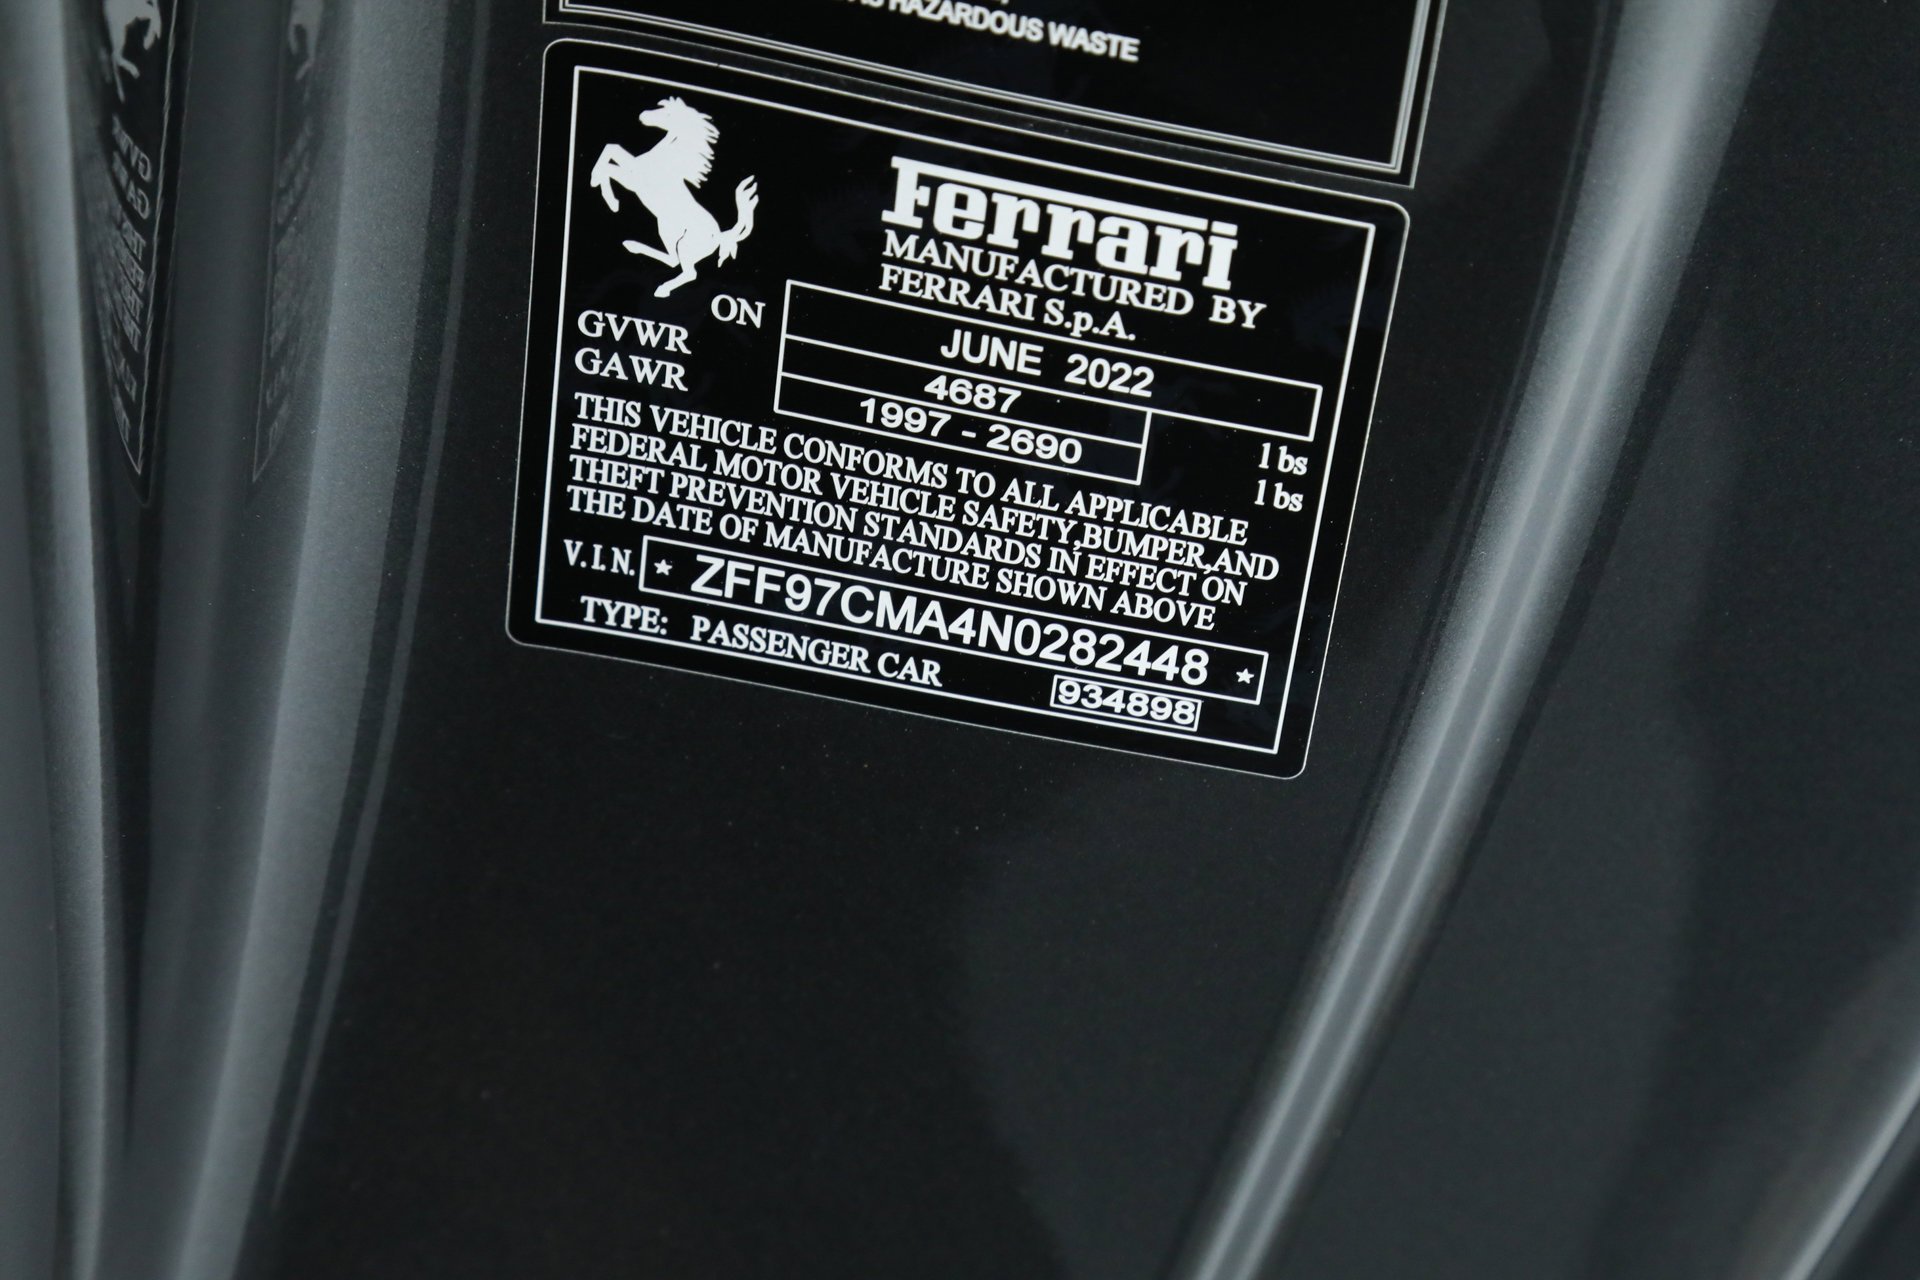 AS HAZARDOUS WASTE
Ferrari
MANUFACTURED BY
FERRARI S.p.A.
ON JUNE 2022
GVWR 4687 lbs
GAWR 1997 - 2690 lbs
THIS VEHICLE CONFORMS TO ALL APPLICABLE
FEDERAL MOTOR VEHICLE SAFETY,BUMPER,AND
THEFT PREVENTION STANDARDS IN EFFECT ON
THE DATE OF MANUFACTURE SHOWN ABOVE
V.I.N. * ZFF97CMA4N0282448 *
TYPE: PASSENGER CAR 934898